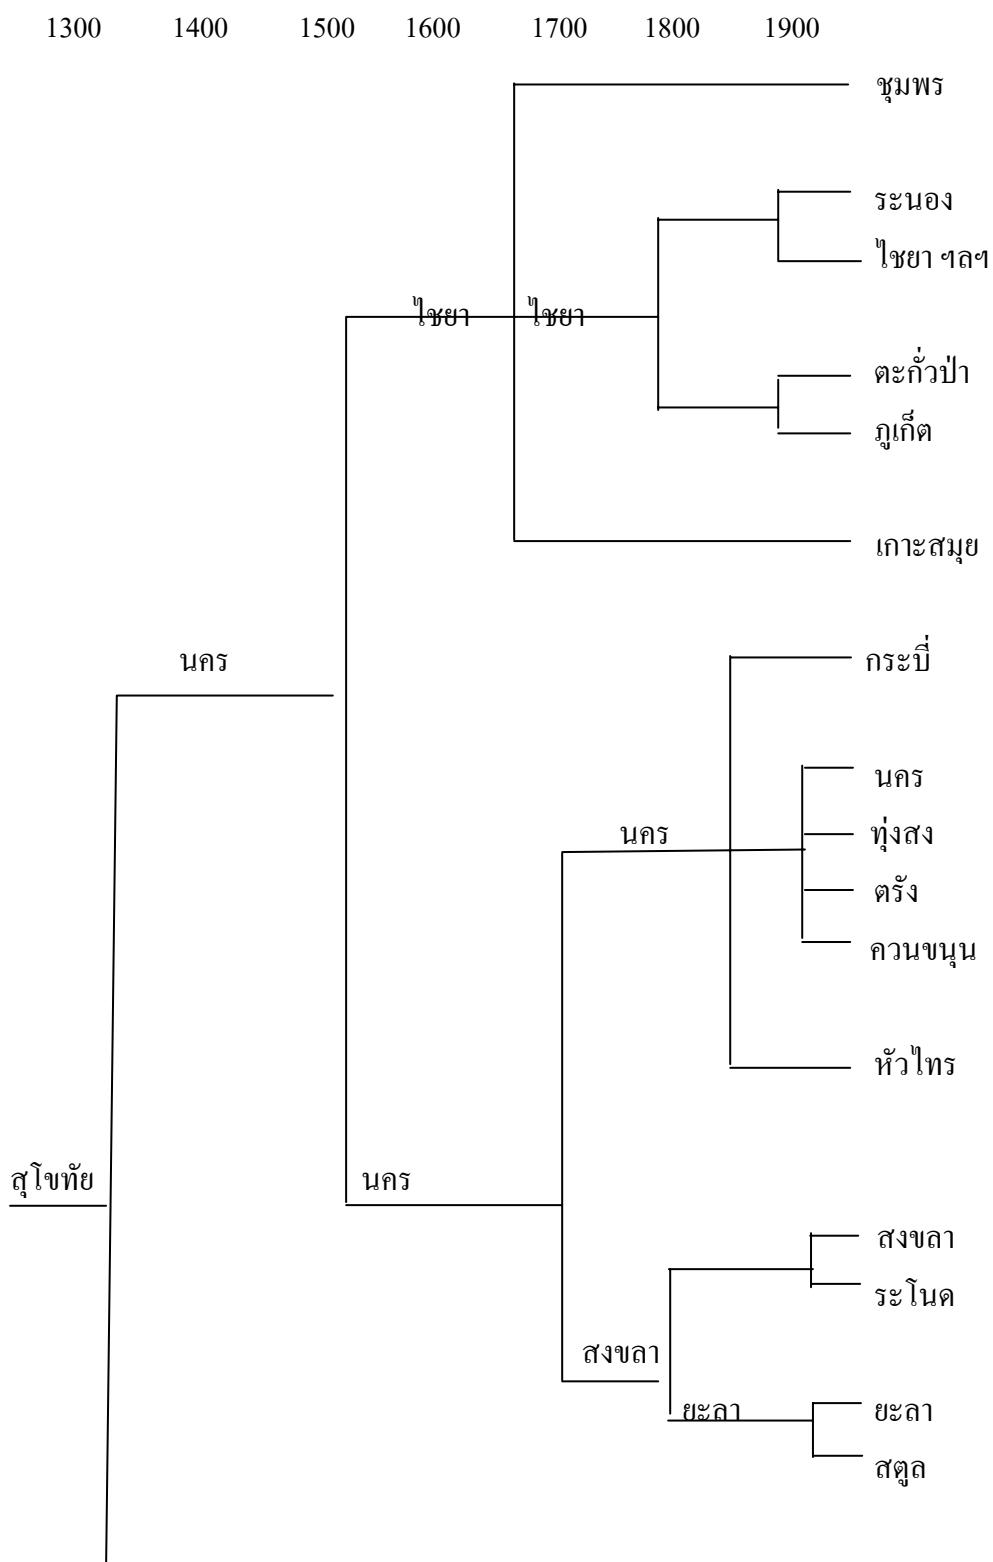 1300 1400 1500 1600 1700 1800 1900
ชุมพร
ระนอง
ไชยา ฯลฯ
ไชยา ไชยา
ตะกั่วป่า
ภูเก็ต
เกาะสมุย
นคร กระบี่
นคร
นคร ทุ่งสง
ตรัง
ควนขนุน
หัวไทร
สุโขทัย นคร
สงขลา
ระโนด
สงขลา
ยะลา ยะลา
สตูล